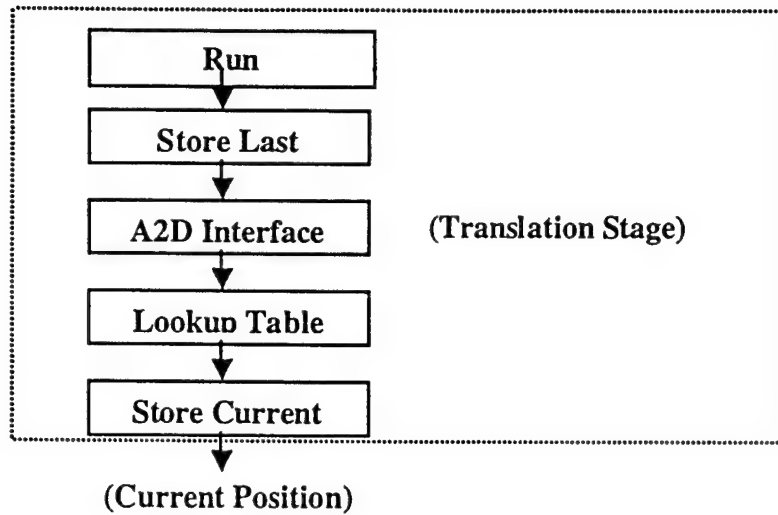 Run
Store Last
A2D Interface
(Translation Stage)
Lookup Table
Store Current
(Current Position)